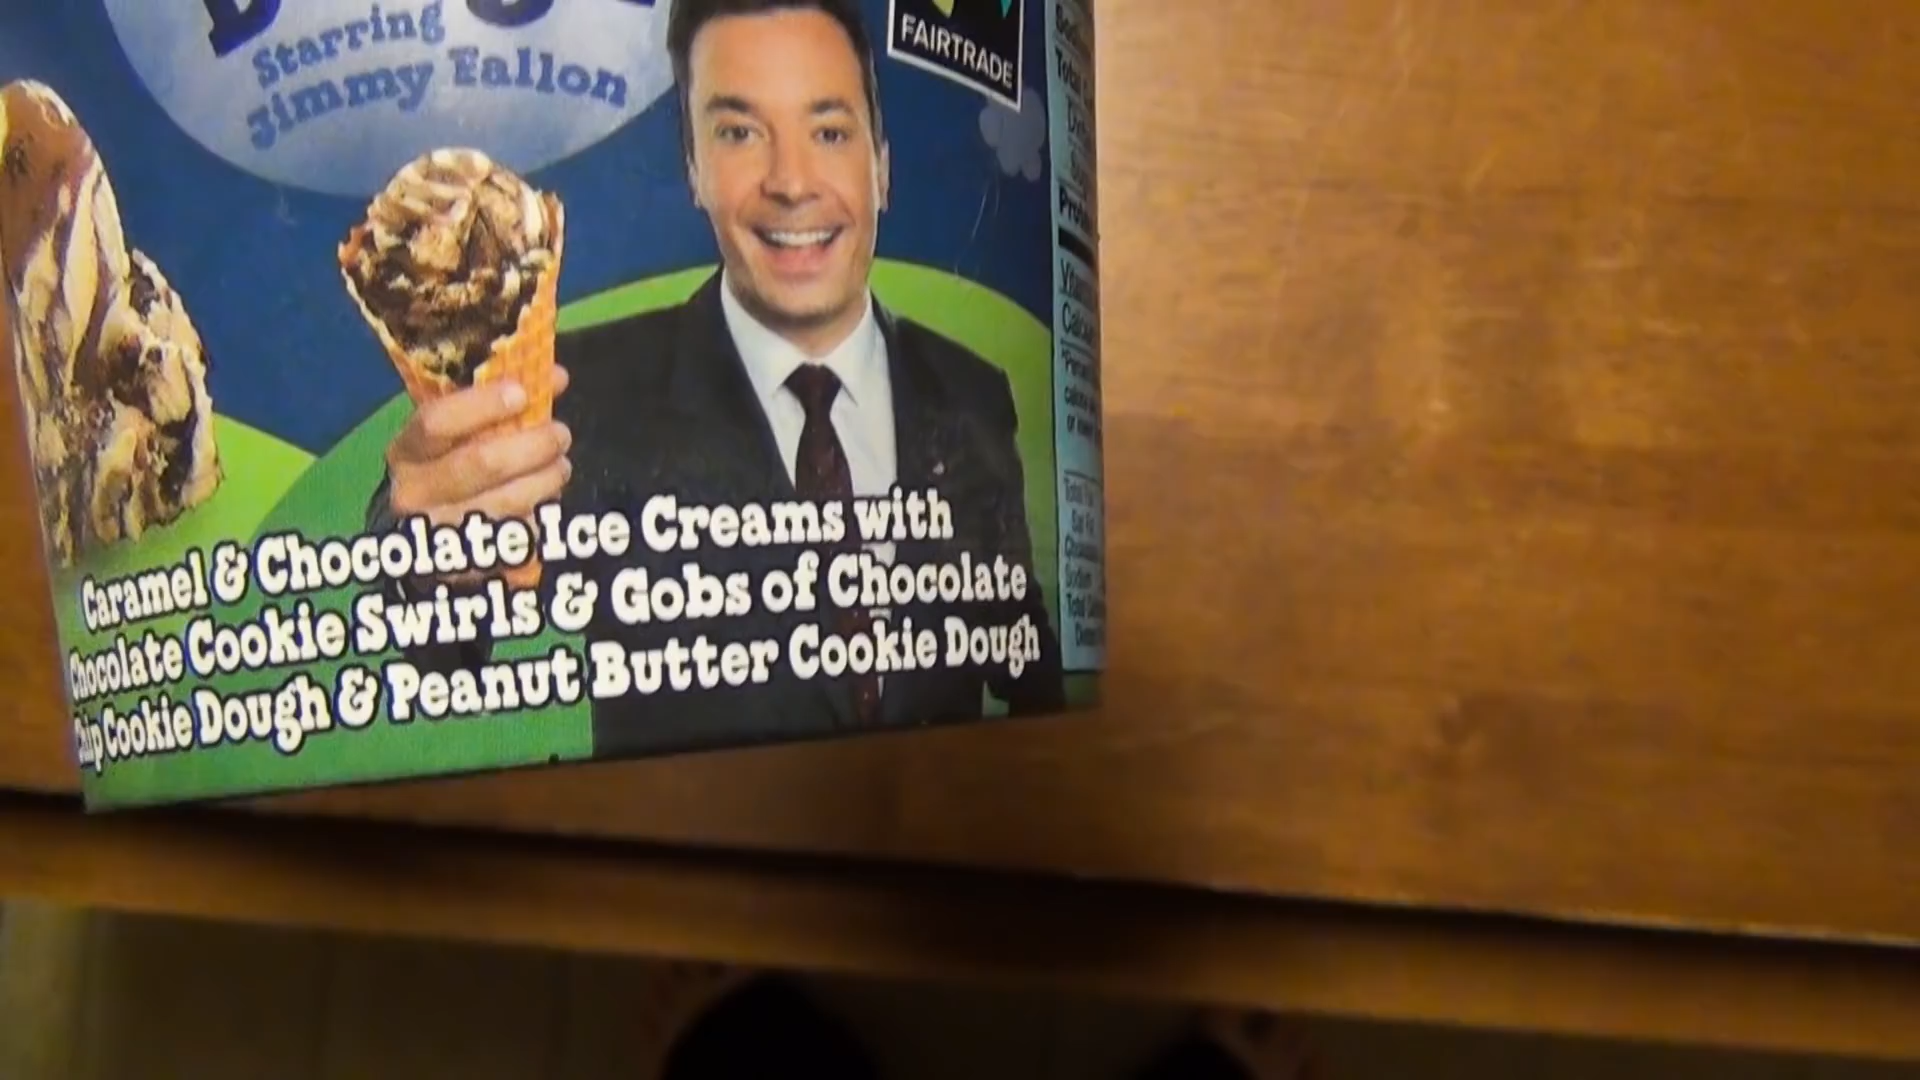 Starring
Jimmy Fallon
FAIRTRADE
Caramel & Chocolate Ice Creams with
Chocolate Cookie Swirls & Gobs of Chocolate
Chip Cookie Dough & Peanut Butter Cookie Dough